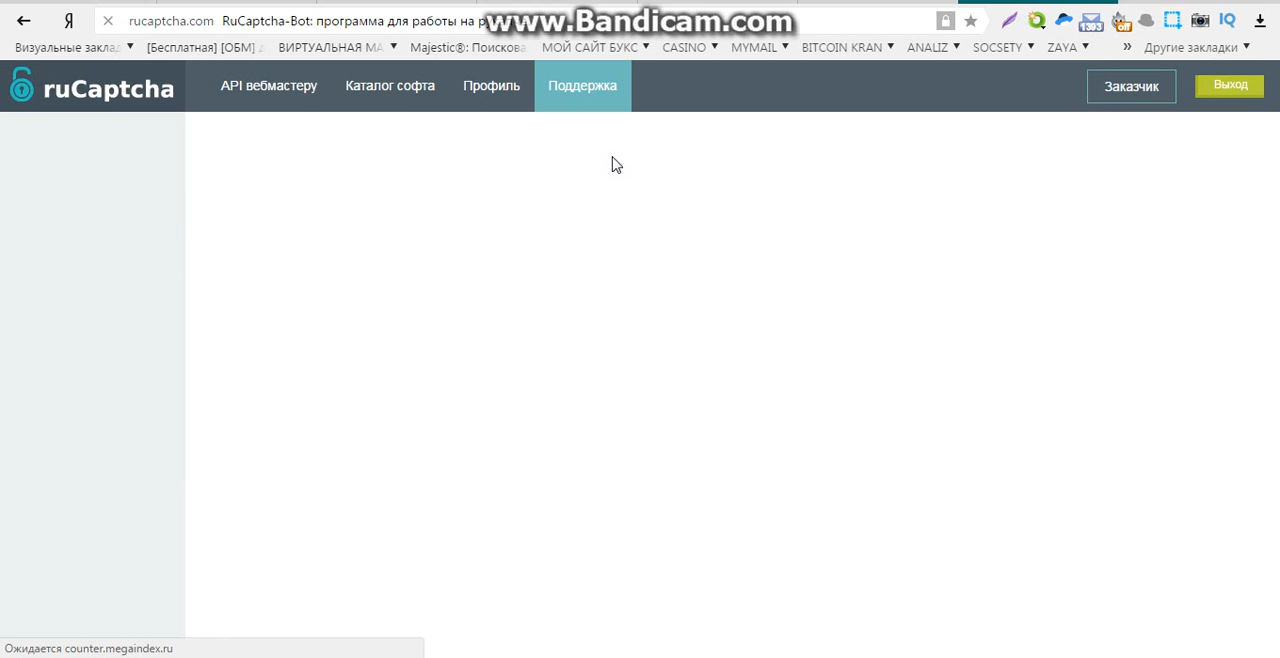 www.Bandicam.com
Я rucaptcha.com RuCaptcha-Bot: программа для работы на IQ
Визуальные заклад [Бесплатная] [ОБМ] ВИРТУАЛЬНАЯ МА Majestic®: Поискова МОЙ САЙТ БУКС CASINO MYMAIL BITCOIN KRAN ANALIZ SOCSETY ZAYA » Другие закладки
ruCaptcha API вебмастеру Каталог софта Профиль Поддержка Заказчик Выход
Ожидается counter.megaindex.ru